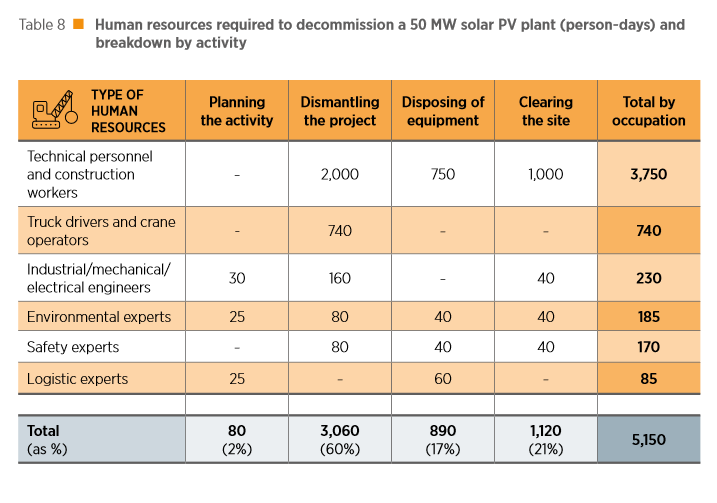 Table 8 ■ Human resources required to decommission a 50 MW solar PV plant (person-days) and
breakdown by activity
TYPE OF
HUMAN
RESOURCES
Planning
the activity
Dismantling
the project
Disposing of
equipment
Clearing
the site
Total by
occupation
Technical personnel
and construction
workers
- 2,000 750 1,000 3,750
Truck drivers and crane
operators
- 740 - - 740
Industrial/mechanical/
electrical engineers
30 160 - 40 230
Environmental experts 25 80 40 40 185
Safety experts - 80 40 40 170
Logistic experts 25 - 60 - 85
Total
(as %)
80
(2%)
3,060
(60%)
890
(17%)
1,120
(21%)
5,150